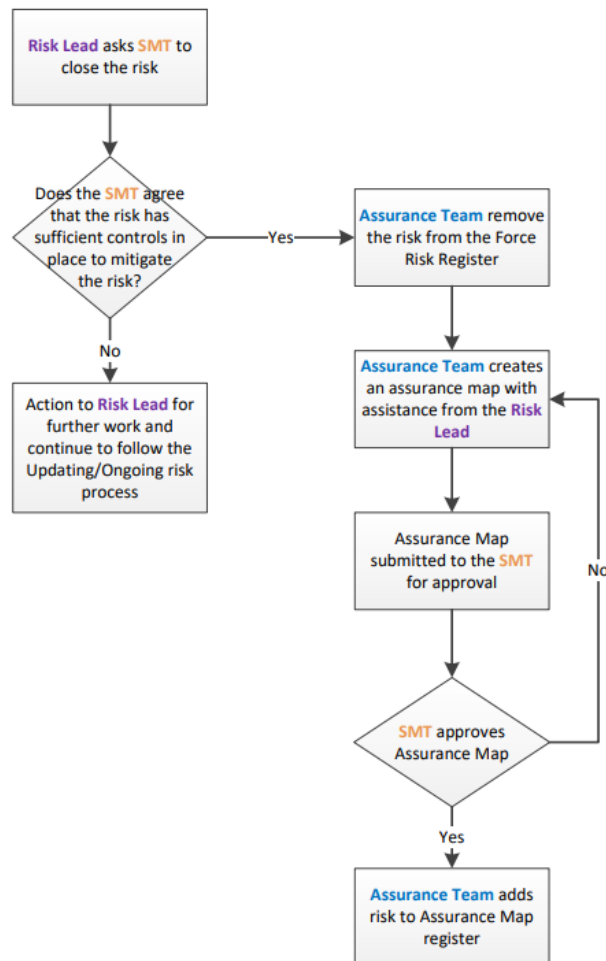 Risk Lead asks SMT to
close the risk
Does the SMT agree
that the risk has
sufficient controls in
place to mitigate
the risk?
Yes
Assurance Team remove
the risk from the Force
Risk Register
No
Action to Risk Lead for
further work and
continue to follow the
Updating/Ongoing risk
process
Assurance Team creates
an assurance map with
assistance from the Risk
Lead
Assurance Map
submitted to the SMT
for approval
No
SMT approves
Assurance Map
Yes
Assurance Team adds
risk to Assurance Map
register